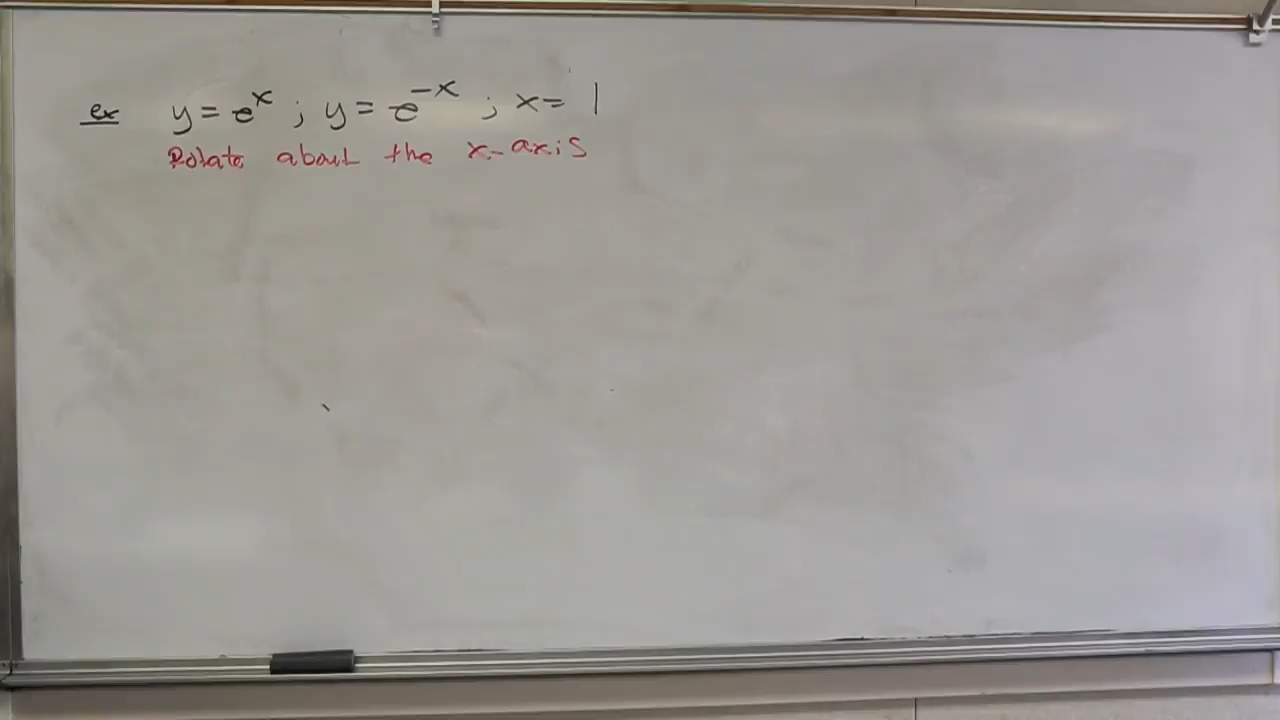 ex y = e^x ; y = e^-x ; x = 1
Rotate about the x-axis